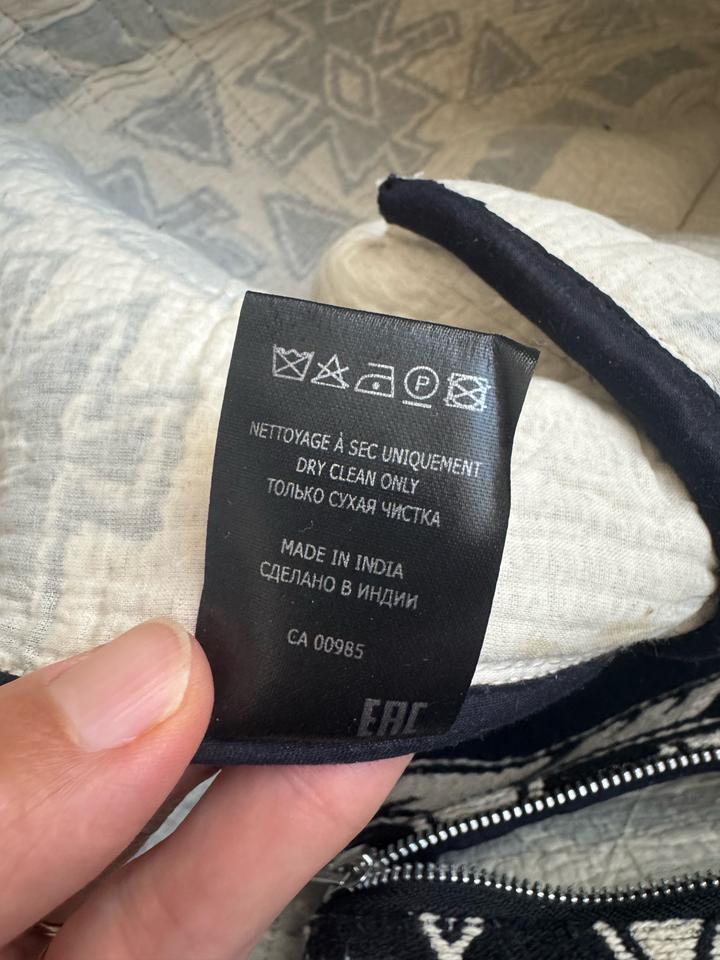 P
NETTOYAGE À SEC UNIQUEMENT
DRY CLEAN ONLY
ТОЛЬКО СУХАЯ ЧИСТКА
MADE IN INDIA
СДЕЛАНО В ИНДИИ
CA 00985
EAC